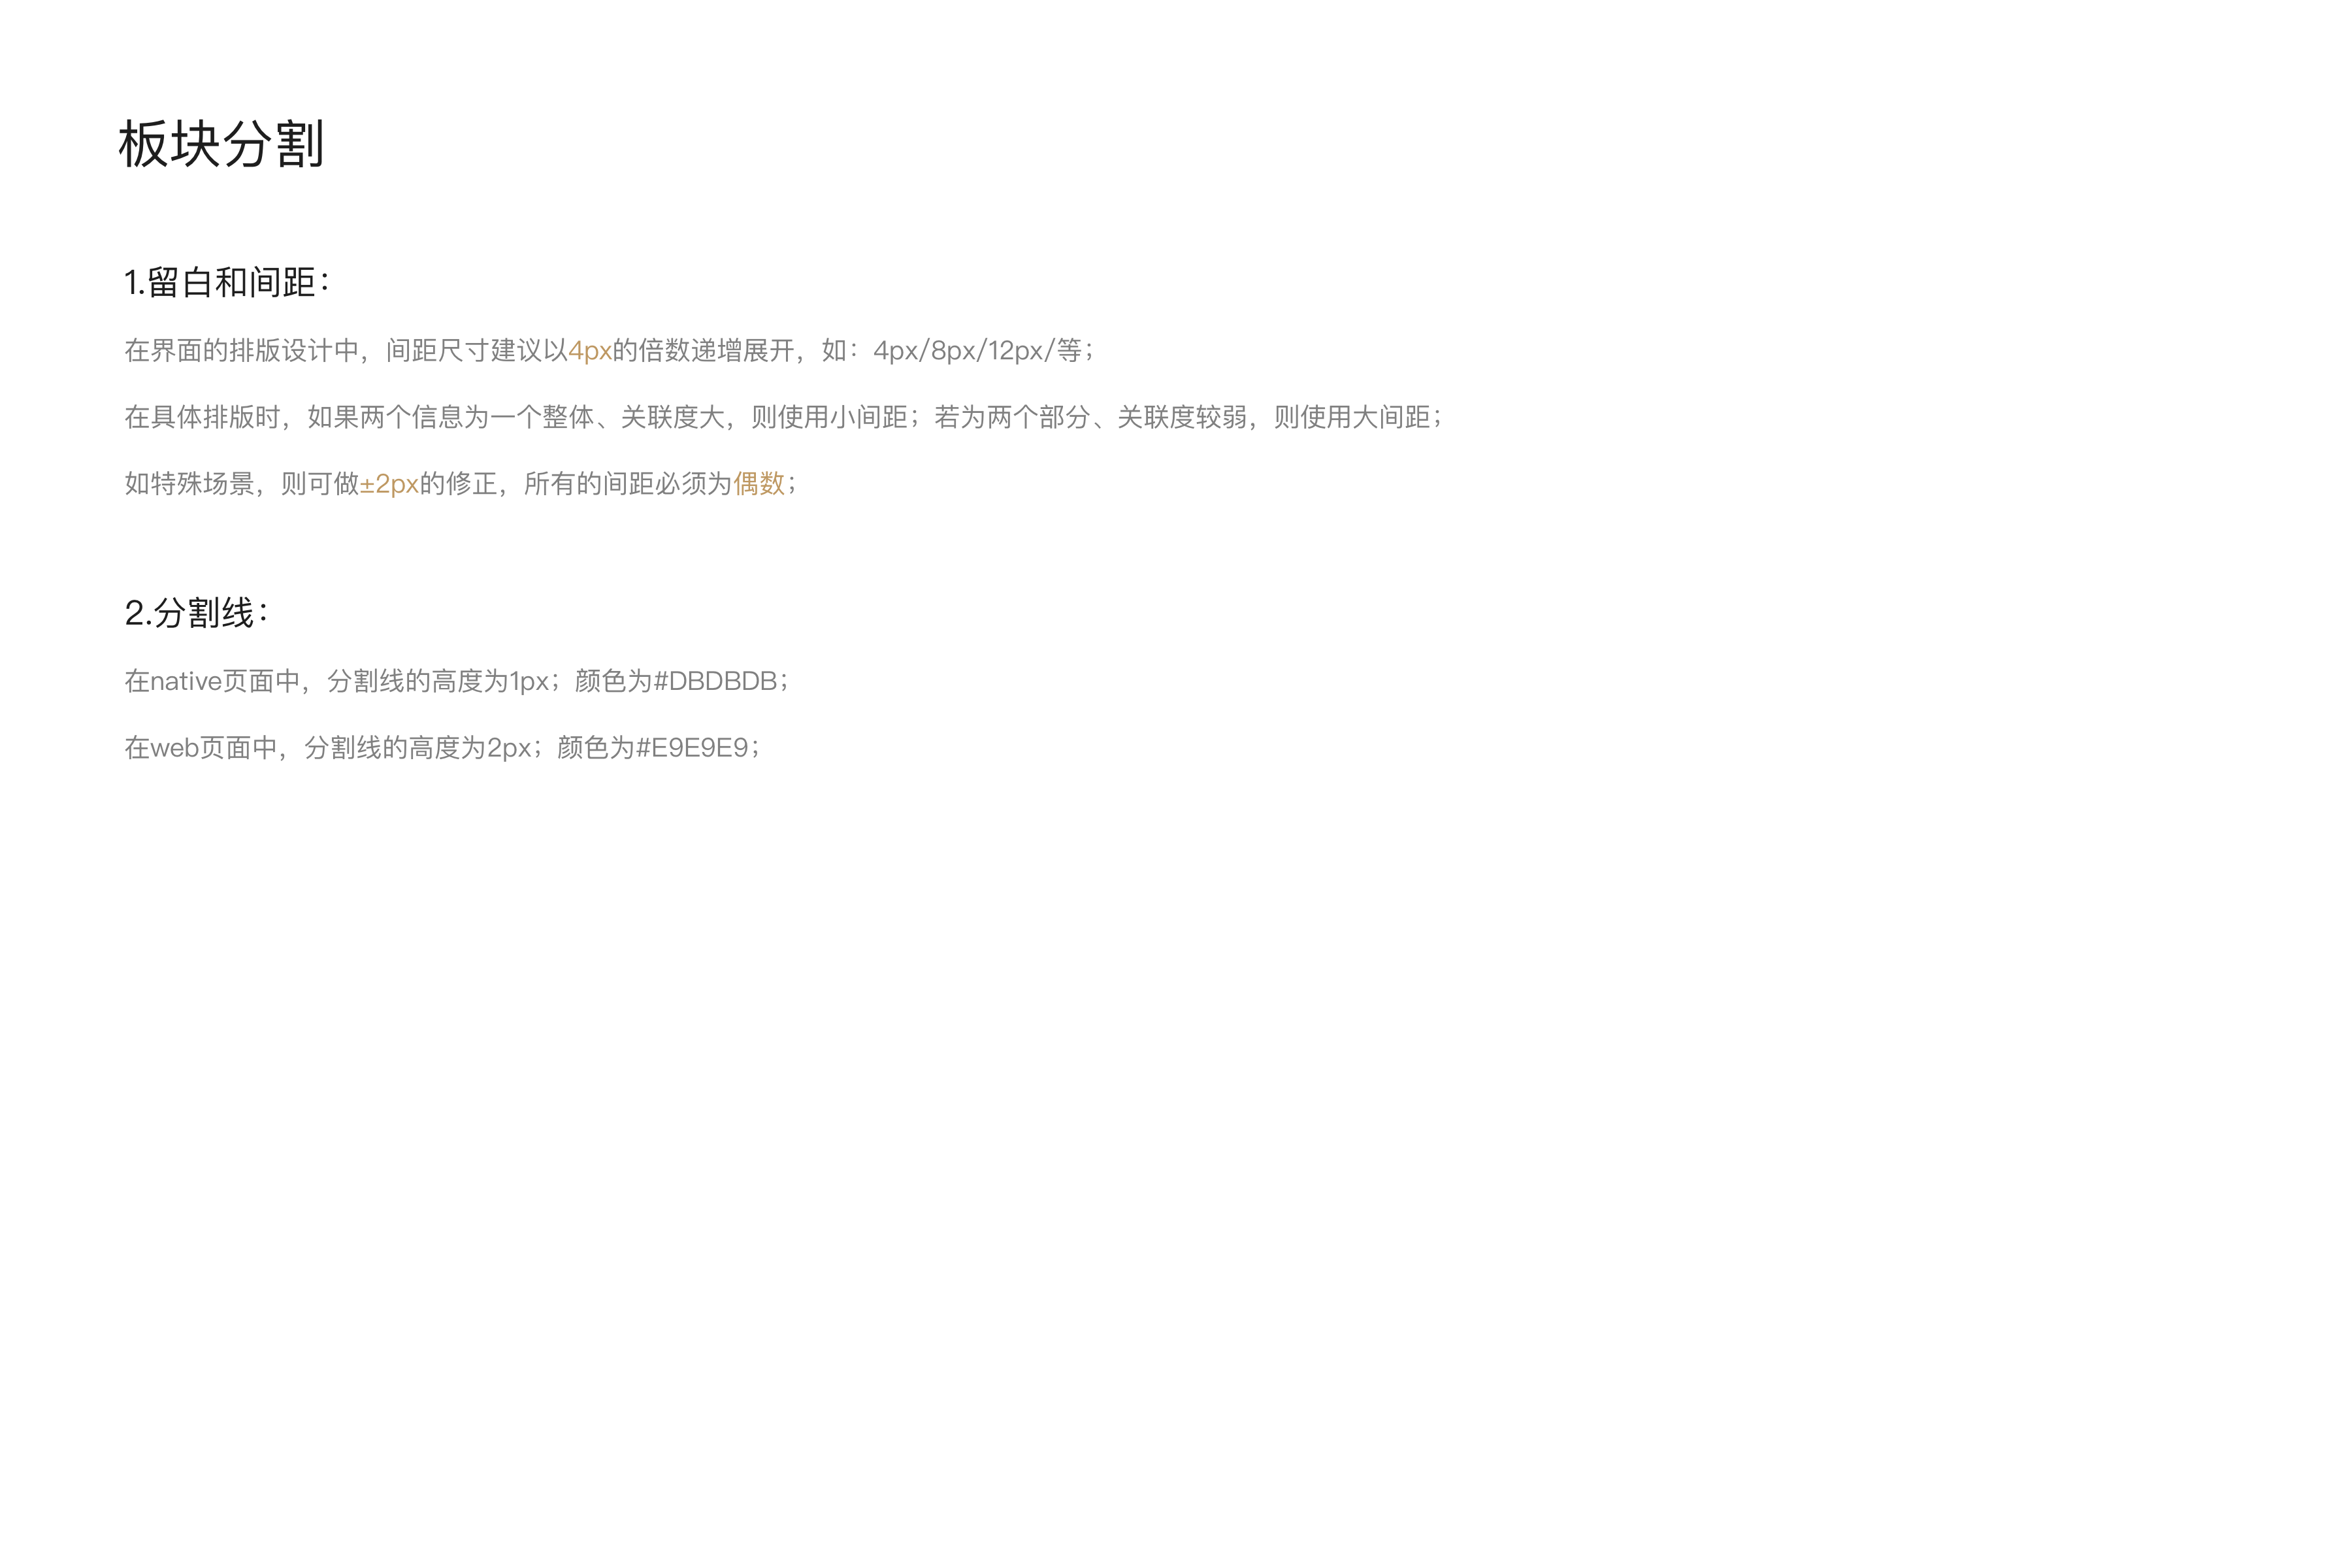 板块分割
1.留白和间距：
在界面的排版设计中，间距尺寸建议以4px的倍数递增展开，如：4px/8px/12px/等；
在具体排版时，如果两个信息为一个整体、关联度大，则使用小间距；若为两个部分、关联度较弱，则使用大间距；
如特殊场景，则可做±2px的修正，所有的间距必须为偶数；
2.分割线：
在native页面中，分割线的高度为1px；颜色为#DBDBDB；
在web页面中，分割线的高度为2px；颜色为#E9E9E9；